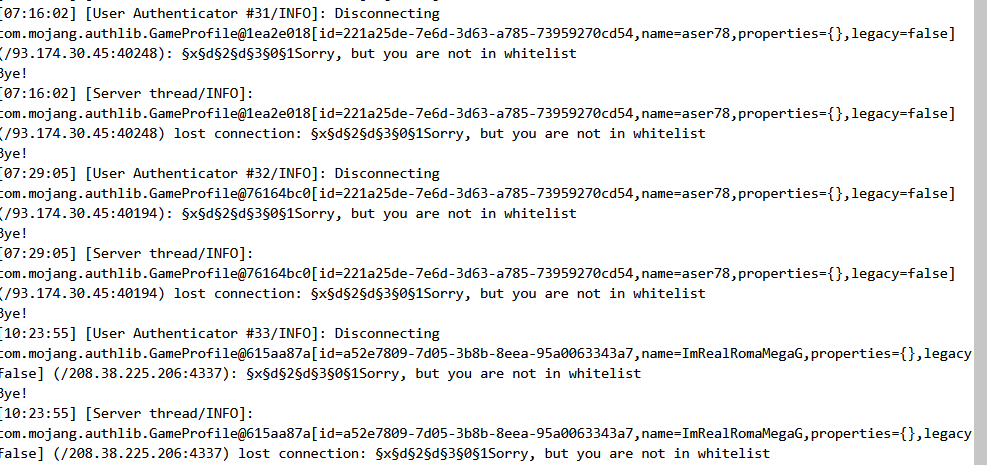 [07:16:02] [User Authenticator #31/INFO]: Disconnecting
com.mojang.authlib.GameProfile@1ea2e018[id=221a25de-7e6d-3d63-a785-73959270cd54,name=aser78,properties={},legacy=false]
(/93.174.30.45:40248): §x§d§2§d§3§0§1Sorry, but you are not in whitelist
Bye!
[07:16:02] [Server thread/INFO]:
com.mojang.authlib.GameProfile@1ea2e018[id=221a25de-7e6d-3d63-a785-73959270cd54,name=aser78,properties={},legacy=false]
(/93.174.30.45:40248) lost connection: §x§d§2§d§3§0§1Sorry, but you are not in whitelist
Bye!
[07:29:05] [User Authenticator #32/INFO]: Disconnecting
com.mojang.authlib.GameProfile@76164bc0[id=221a25de-7e6d-3d63-a785-73959270cd54,name=aser78,properties={},legacy=false]
(/93.174.30.45:40194): §x§d§2§d§3§0§1Sorry, but you are not in whitelist
Bye!
[07:29:05] [Server thread/INFO]:
com.mojang.authlib.GameProfile@76164bc0[id=221a25de-7e6d-3d63-a785-73959270cd54,name=aser78,properties={},legacy=false]
(/93.174.30.45:40194) lost connection: §x§d§2§d§3§0§1Sorry, but you are not in whitelist
Bye!
[10:23:55] [User Authenticator #33/INFO]: Disconnecting
com.mojang.authlib.GameProfile@615aa87a[id=a52e7809-7d05-3b8b-8eea-95a0063343a7,name=ImRealRomaMegaG,properties={},legacy
false] (/208.38.225.206:4337): §x§d§2§d§3§0§1Sorry, but you are not in whitelist
Bye!
[10:23:55] [Server thread/INFO]:
com.mojang.authlib.GameProfile@615aa87a[id=a52e7809-7d05-3b8b-8eea-95a0063343a7,name=ImRealRomaMegaG,properties={},legacy
false] (/208.38.225.206:4337) lost connection: §x§d§2§d§3§0§1Sorry, but you are not in whitelist